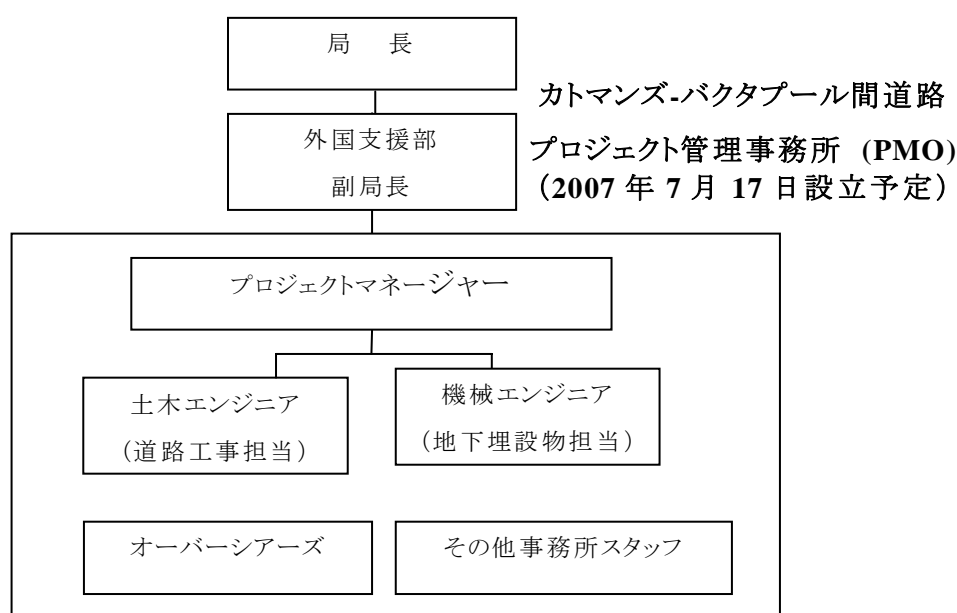 局　長
カトマンズ-バクタプール間道路
外国支援部
副局長
プロジェクト管理事務所 (PMO)
（2007 年 7 月 17 日設立予定）
プロジェクトマネージャー
土木エンジニア
（道路工事担当）
機械エンジニア
（地下埋設物担当）
オーバーシアーズ
その他事務所スタッフ